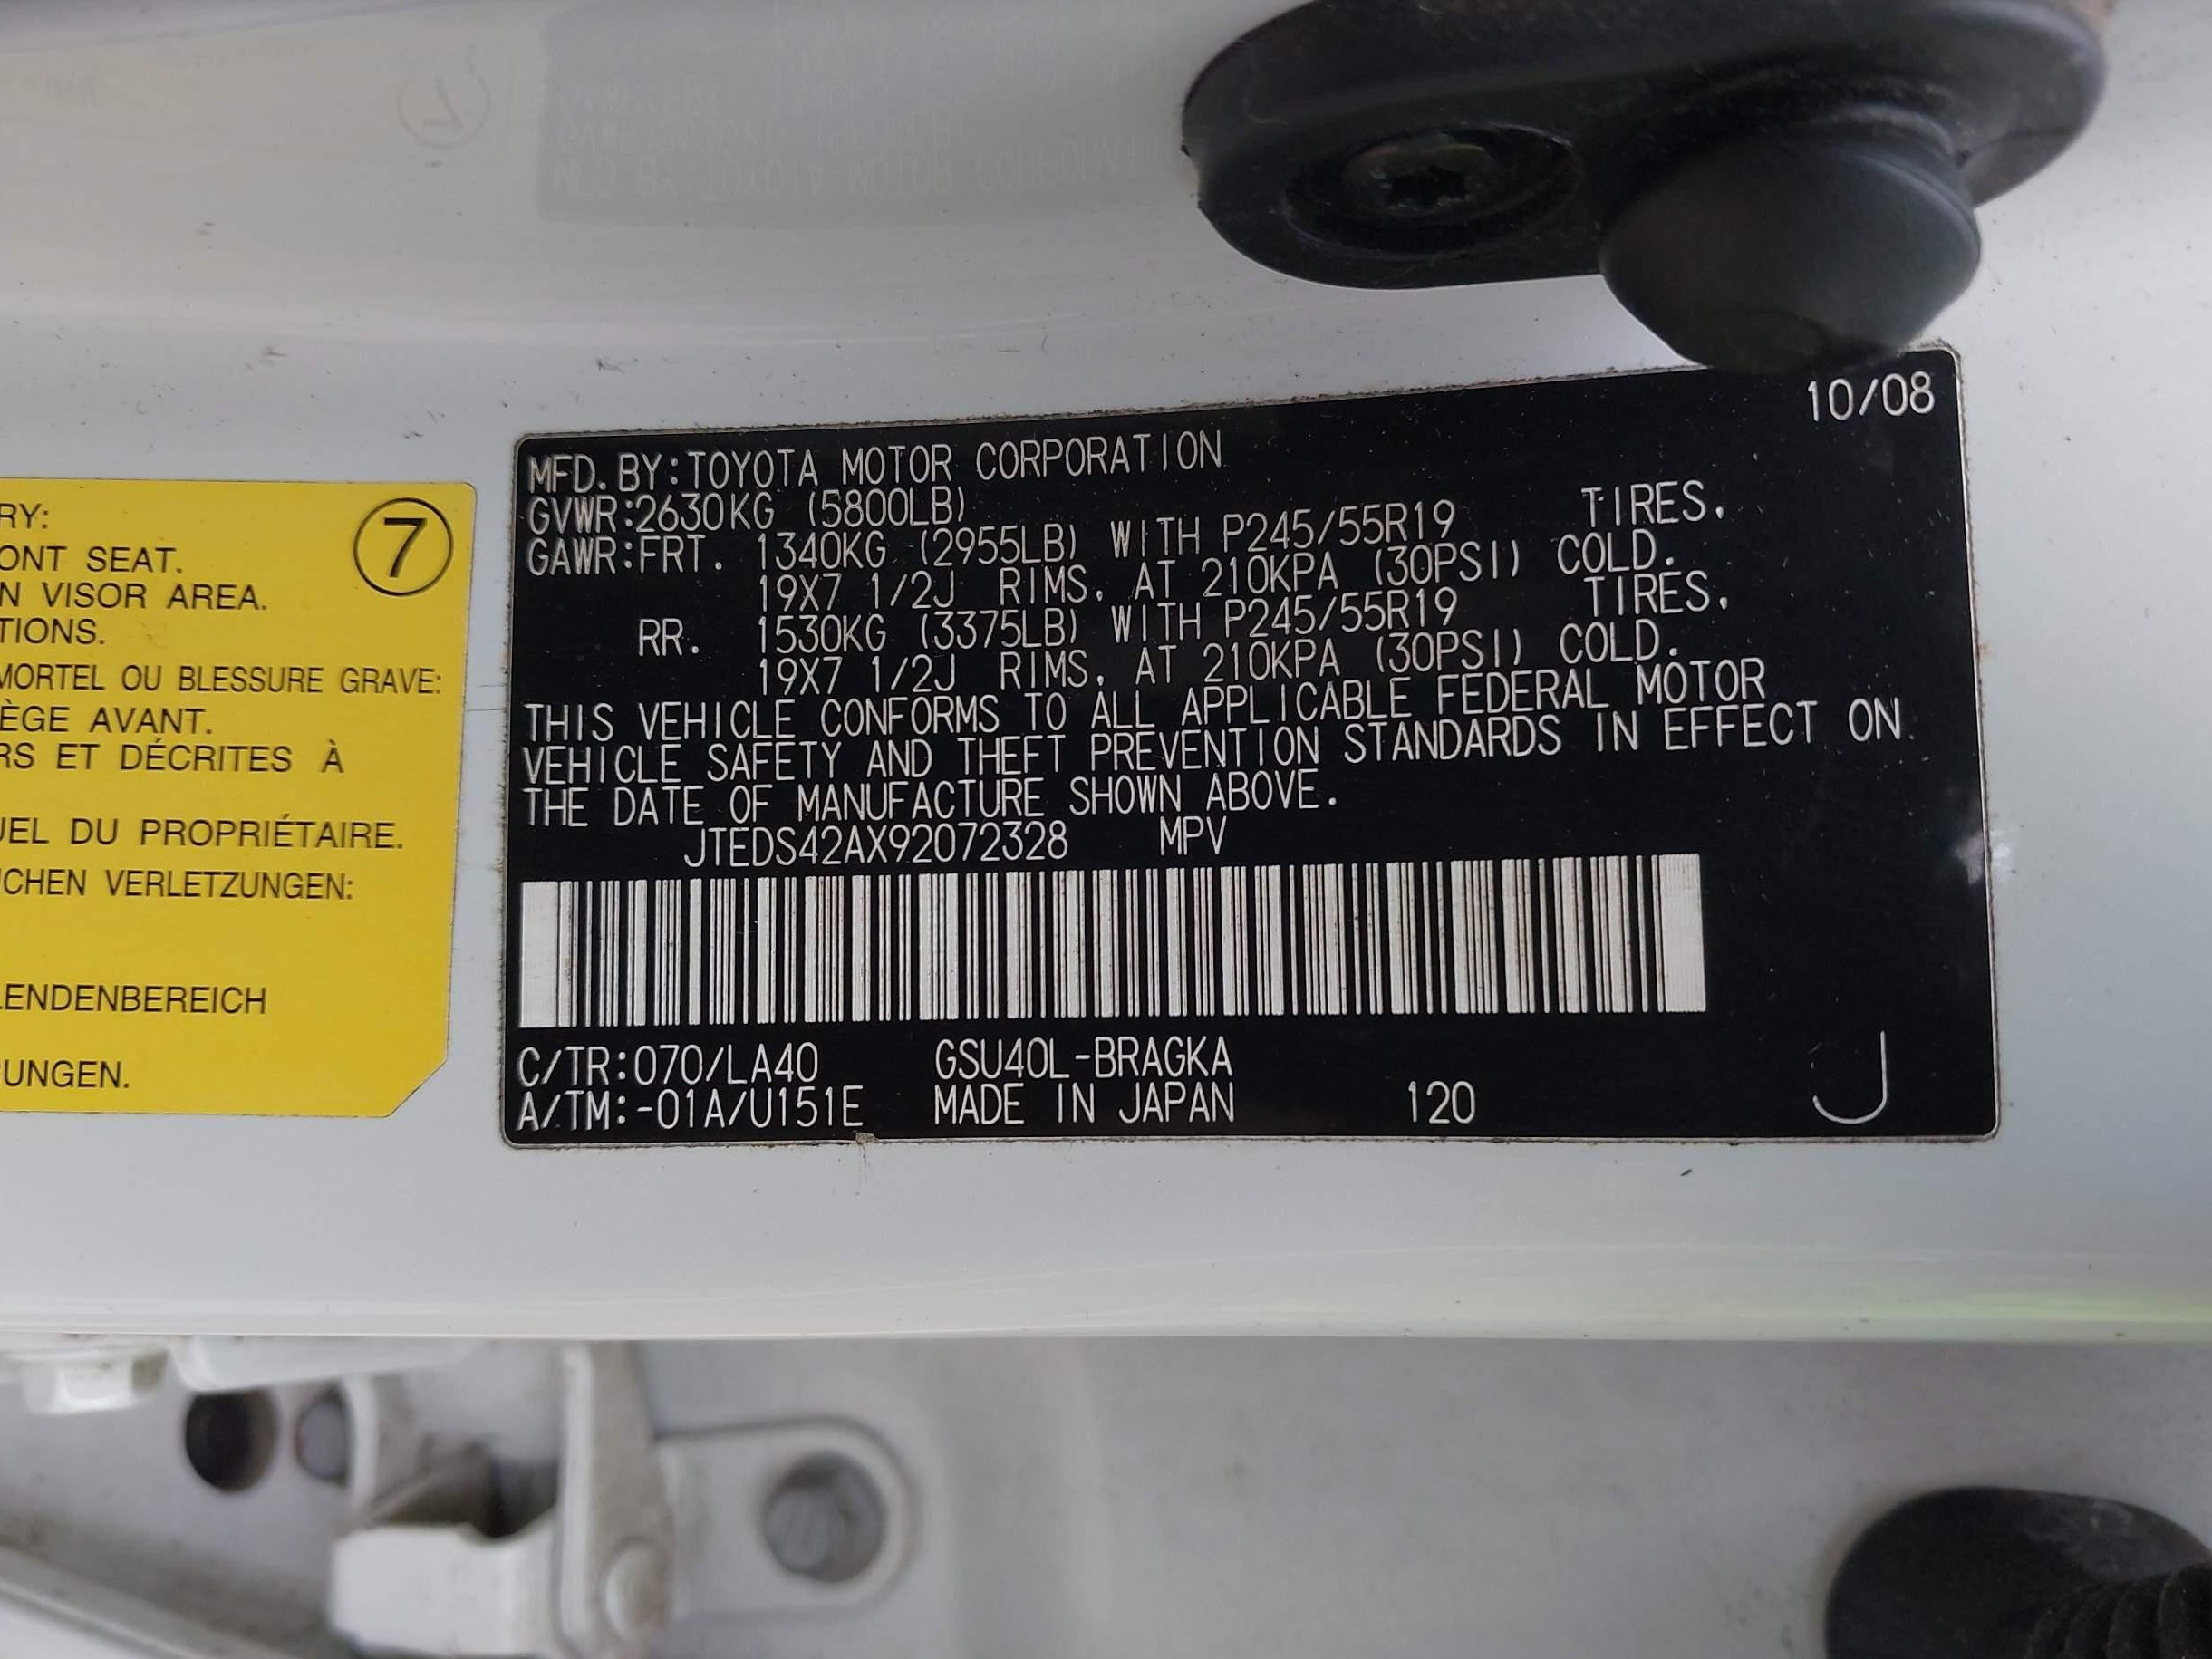 RY:
ONT SEAT.
N VISOR AREA.
TIONS.
MORTEL OU BLESSURE GRAVE:
ÈGE AVANT.
RS ET DÉCRITES À
UEL DU PROPRIÉTAIRE.
ICHEN VERLETZUNGEN:
LENDENBEREICH
UNGEN.
7
10/08
MFD. BY: TOYOTA MOTOR CORPORATION
GVWR: 2630KG (5800LB)
GAWR: FRT. 1340KG (2955LB) WITH P245/55R19 TIRES.
19X7 1/2J RIMS, AT 210KPA (30PSI) COLD.
RR. 1530KG (3375LB) WITH P245/55R19 TIRES,
19X7 1/2J RIMS, AT 210KPA (30PSI) COLD.
THIS VEHICLE CONFORMS TO ALL APPLICABLE FEDERAL MOTOR
VEHICLE SAFETY AND THEFT PREVENTION STANDARDS IN EFFECT ON
THE DATE OF MANUFACTURE SHOWN ABOVE.
JTEDS42AX92072328 MPV
C/TR: 070/LA40 GSU40L-BRAGKA
A/TM: -01A/U151E MADE IN JAPAN 120 J